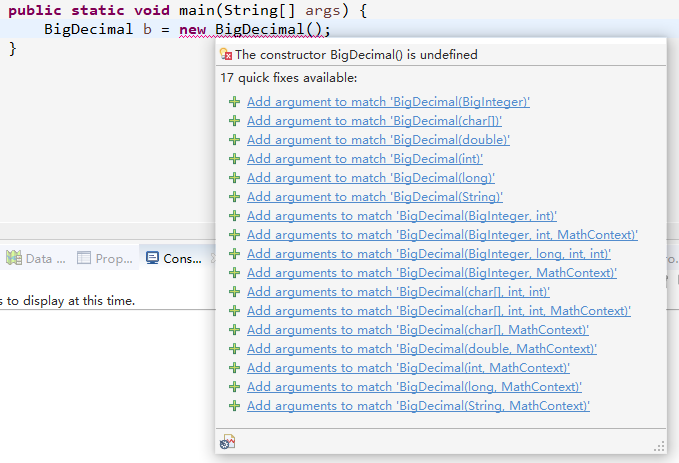 public static void main(String[] args) {
BigDecimal b = new BigDecimal();
}
The constructor BigDecimal() is undefined
17 quick fixes available:
Add argument to match 'BigDecimal(BigInteger)'
Add argument to match 'BigDecimal(char[])'
Add argument to match 'BigDecimal(double)'
Add argument to match 'BigDecimal(int)'
Add argument to match 'BigDecimal(long)'
Add argument to match 'BigDecimal(String)'
Add arguments to match 'BigDecimal(BigInteger, int)'
Add arguments to match 'BigDecimal(BigInteger, int, MathContext)'
Add arguments to match 'BigDecimal(BigInteger, long, int, int)'
Add arguments to match 'BigDecimal(BigInteger, MathContext)'
Add arguments to match 'BigDecimal(char[], int, int)'
Add arguments to match 'BigDecimal(char[], int, int, MathContext)'
Add arguments to match 'BigDecimal(char[], MathContext)'
Add arguments to match 'BigDecimal(double, MathContext)'
Add arguments to match 'BigDecimal(int, MathContext)'
Add arguments to match 'BigDecimal(long, MathContext)'
Add arguments to match 'BigDecimal(String, MathContext)'
Data ... Prop... Cons... ro...
s to display at this time.